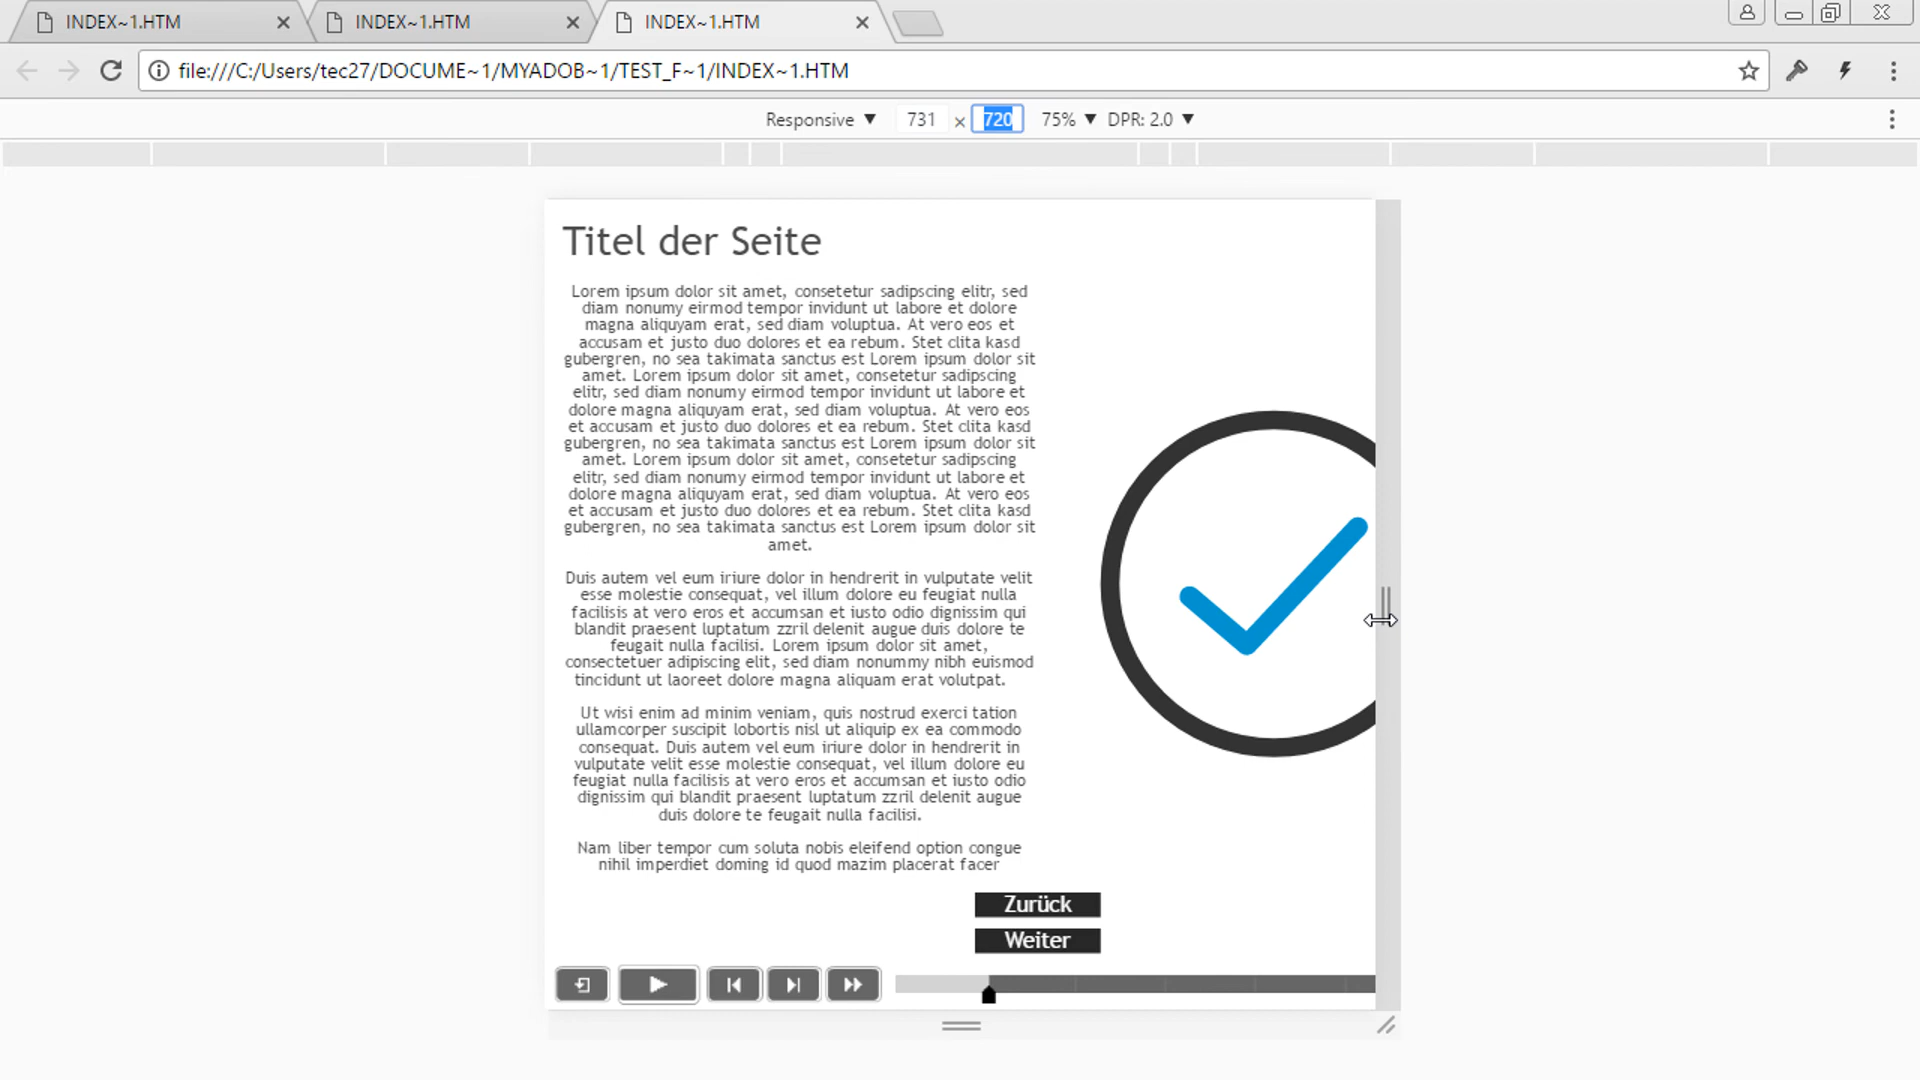 INDEX~1.HTM
INDEX~1.HTM
INDEX~1.HTM
file:///C:/Users/tec27/DOCUME~1/MYADOB~1/TEST_F~1/INDEX~1.HTM
Responsive 731 × 720 75% DPR: 2.0
Titel der Seite
Lorem ipsum dolor sit amet, consetetur sadipscing elitr, sed
diam nonumy eirmod tempor invidunt ut labore et dolore
magna aliquyam erat, sed diam voluptua. At vero eos et
accusam et justo duo dolores et ea rebum. Stet clita kasd
gubergren, no sea takimata sanctus est Lorem ipsum dolor sit
amet. Lorem ipsum dolor sit amet, consetetur sadipscing
elitr, sed diam nonumy eirmod tempor invidunt ut labore et
dolore magna aliquyam erat, sed diam voluptua. At vero eos
et accusam et justo duo dolores et ea rebum. Stet clita kasd
gubergren, no sea takimata sanctus est Lorem ipsum dolor sit
amet. Lorem ipsum dolor sit amet, consetetur sadipscing
elitr, sed diam nonumy eirmod tempor invidunt ut labore et
dolore magna aliquyam erat, sed diam voluptua. At vero eos
et accusam et justo duo dolores et ea rebum. Stet clita kasd
gubergren, no sea takimata sanctus est Lorem ipsum dolor sit
amet.
Duis autem vel eum iriure dolor in hendrerit in vulputate velit
esse molestie consequat, vel illum dolore eu feugiat nulla
facilisis at vero eros et accumsan et iusto odio dignissim qui
blandit praesent luptatum zzril delenit augue duis dolore te
feugait nulla facilisi. Lorem ipsum dolor sit amet,
consectetuer adipiscing elit, sed diam nonummy nibh euismod
tincidunt ut laoreet dolore magna aliquam erat volutpat.
Ut wisi enim ad minim veniam, quis nostrud exerci tation
ullamcorper suscipit lobortis nisl ut aliquip ex ea commodo
consequat. Duis autem vel eum iriure dolor in hendrerit in
vulputate velit esse molestie consequat, vel illum dolore eu
feugiat nulla facilisis at vero eros et accumsan et iusto odio
dignissim qui blandit praesent luptatum zzril delenit augue
duis dolore te feugait nulla facilisi.
Nam liber tempor cum soluta nobis eleifend option congue
nihil imperdiet doming id quod mazim placerat facer
Zurück
Weiter